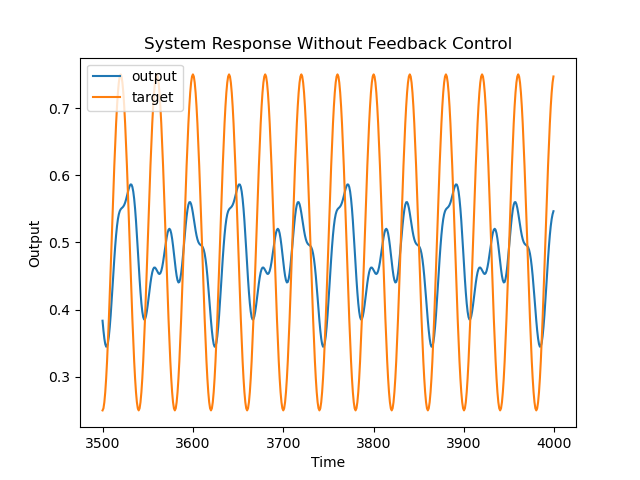 System Response Without Feedback Control
output
target
Output
0.7
0.6
0.5
0.4
0.3
3500
3600
3700
3800
3900
4000
Time